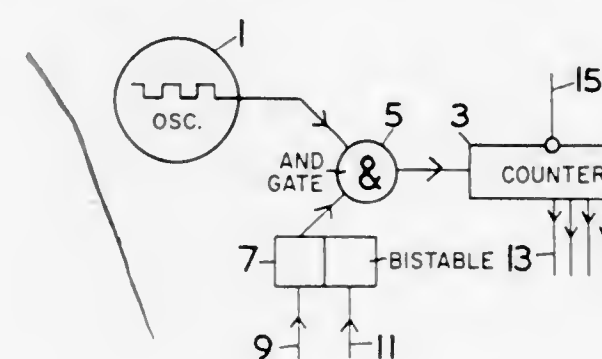 1
15
OSC.
5
3
AND
GATE
&
COUNTER
7
BISTABLE
13
9
11